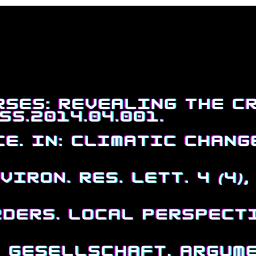 RSES: REVEALING THE CR
SS.2014.04.001.
CE. IN: CLIMATIC CHANGE
VIRON. RES. LETT. 4 (4),
RDERS. LOCAL PERSPECTI
GESELLSCHAFT. ARGUME